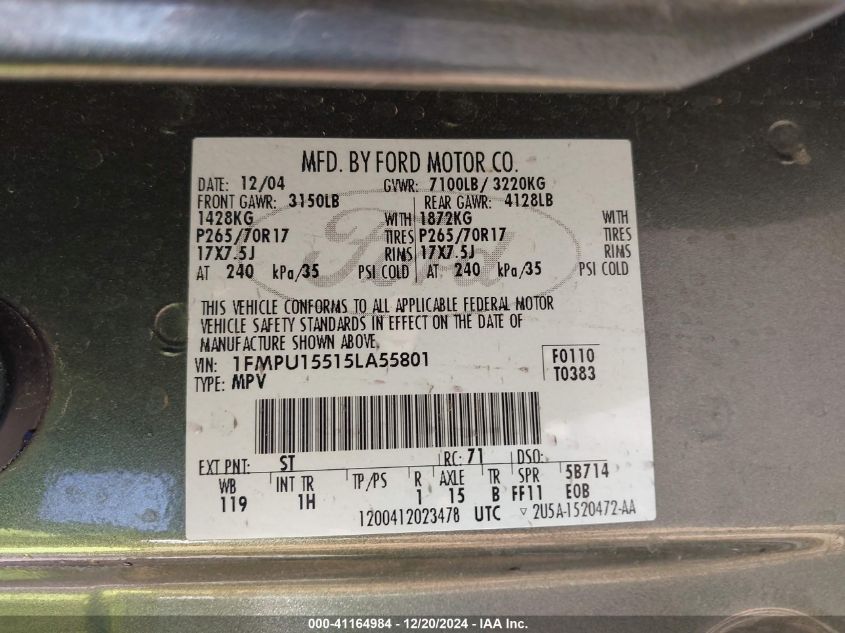 MFD. BY FORD MOTOR CO.
DATE: 12/04 GVWR: 7100LB / 3220KG
FRONT GAWR: 3150LB REAR GAWR: 4128LB
1428KG WITH 1872KG WITH
P265/70R17 TIRES P265/70R17 TIRES
17X7.5J RIMS 17X7.5J RIMS
AT 240 kPa/35 PSI COLD AT 240 kPa/35 PSI COLD
Ford
THIS VEHICLE CONFORMS TO ALL APPLICABLE FEDERAL MOTOR
VEHICLE SAFETY STANDARDS IN EFFECT ON THE DATE OF
MANUFACTURE SHOWN ABOVE.
VIN: 1FMPU15515LA55801 F0110
TYPE: MPV T0383
EXT PNT: ST RC: 71 DSO:
WB INT TR TP/PS R AXLE TR SPR 5B714
119 1H 1 15 B FF11 EOB
1200412023478 UTC ▽ 2U5A-1520472-AA
000-41164984 - 12/20/2024 - IAA Inc.